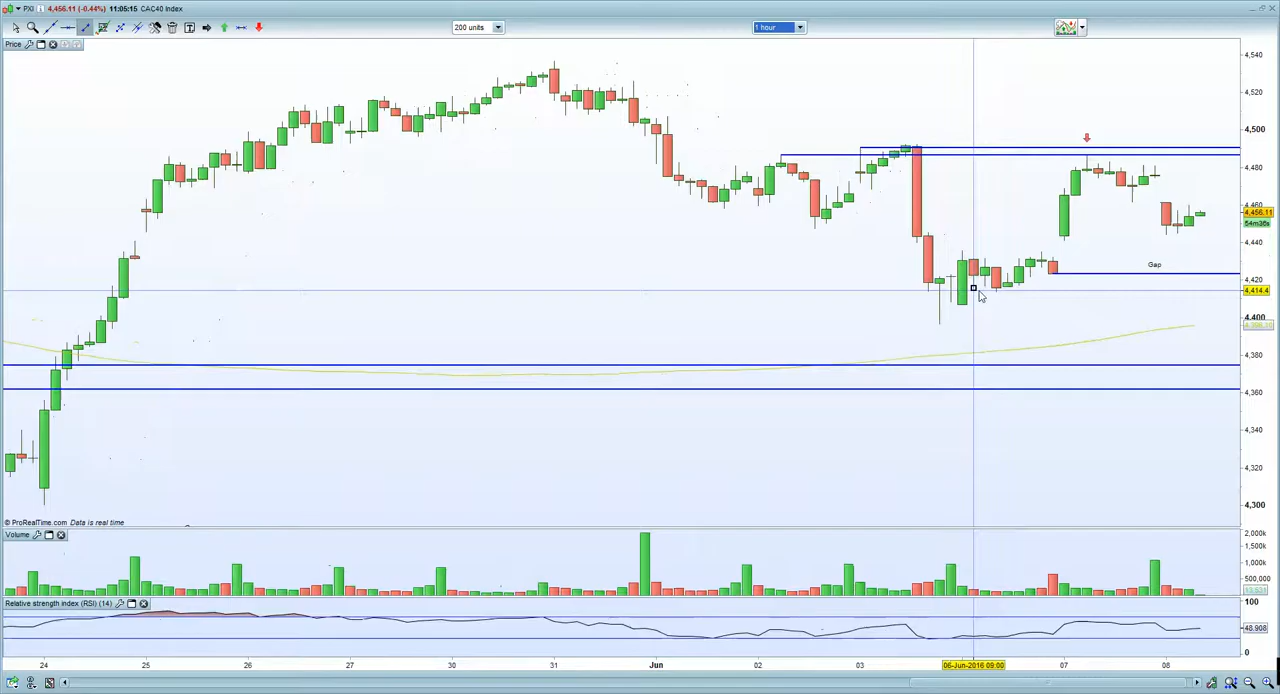 PXI 4,456.11 (-0.44%) 11:05:15 CAC40 Index
200 units
1 hour
Price
4,540
4,520
4,500
4,480
4,460
4,456.11
54m36s
4,440
Gap
4,420
4,414.4
4,400
4,380
4,360
4,340
4,320
4,300
© ProRealTime.com Data is real time
Volume
2,000k
1,500k
1,000k
500,000
Relative strength index (RSI) (14)
100
48.908
0
24 25 26 27 30 31 Jun 02 03 06-Jun-2016 09:00 07 08